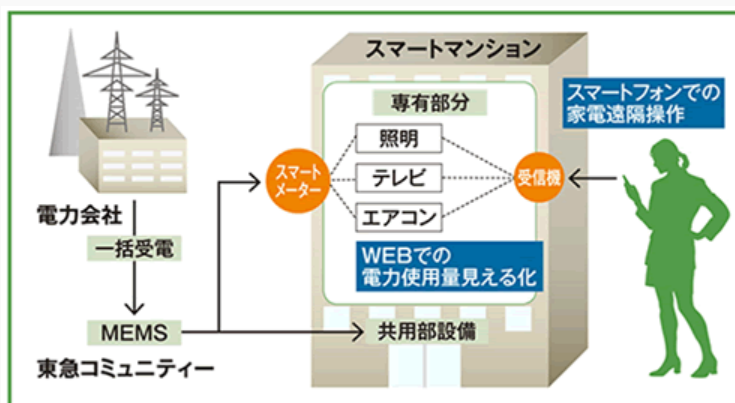 スマートマンション
専有部分
照明
テレビ
エアコン
スマート
メーター
受信機
スマートフォンでの
家電遠隔操作
WEBでの
電力使用量見える化
電力会社
一括受電
MEMS
東急コミュニティー
共用部設備